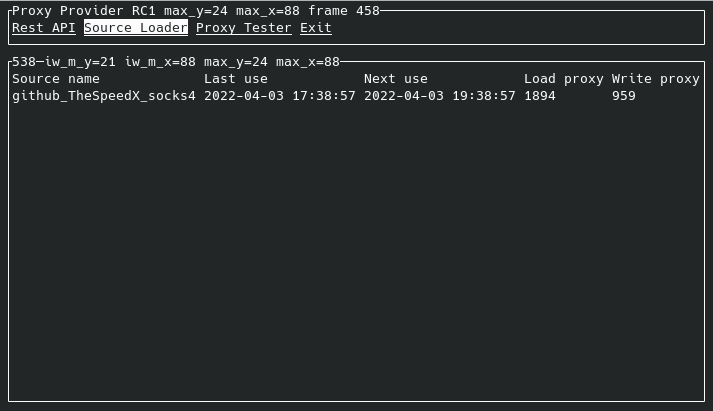 Proxy Provider RC1 max_y=24 max_x=88 frame 458
Rest API Source Loader Proxy Tester Exit
538─iw_m_y=21 iw_m_x=88 max_y=24 max_x=88
Source name Last use Next use Load proxy Write proxy
github_TheSpeedX_socks4 2022-04-03 17:38:57 2022-04-03 19:38:57 1894 959